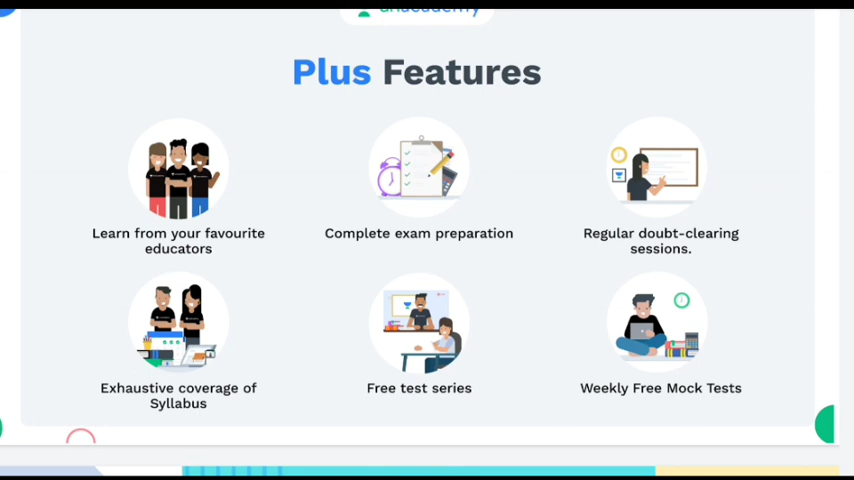 unacademy
Plus Features
Learn from your favourite
educators
Complete exam preparation
Regular doubt-clearing
sessions.
Exhaustive coverage of
Syllabus
Free test series
Weekly Free Mock Tests